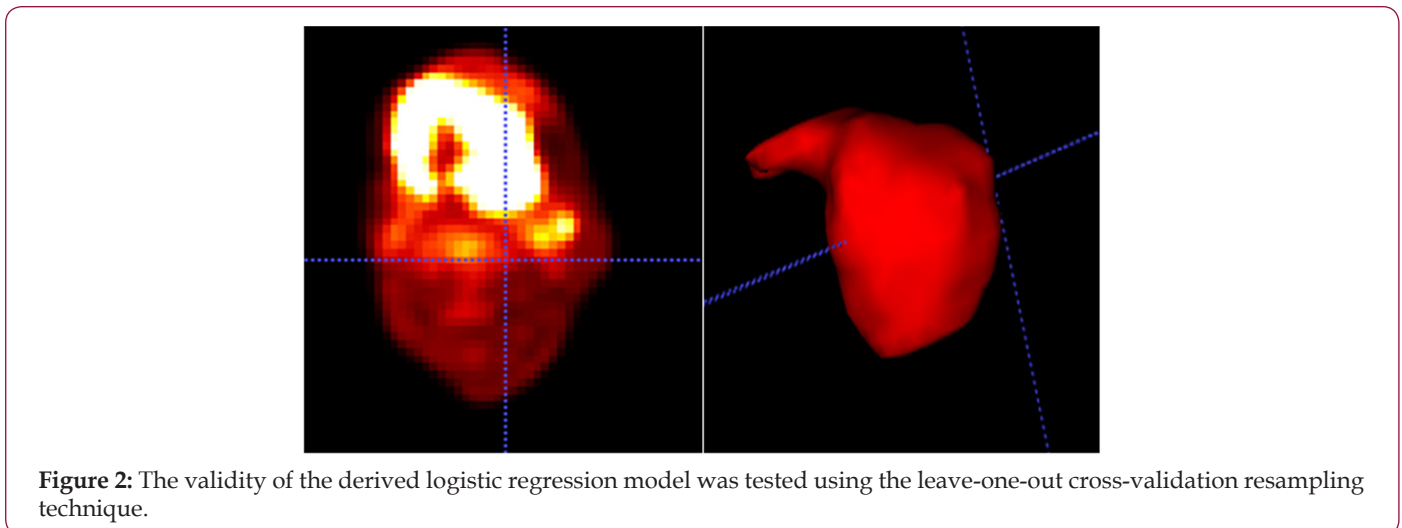 Figure 2: The validity of the derived logistic regression model was tested using the leave-one-out cross-validation resampling
technique.